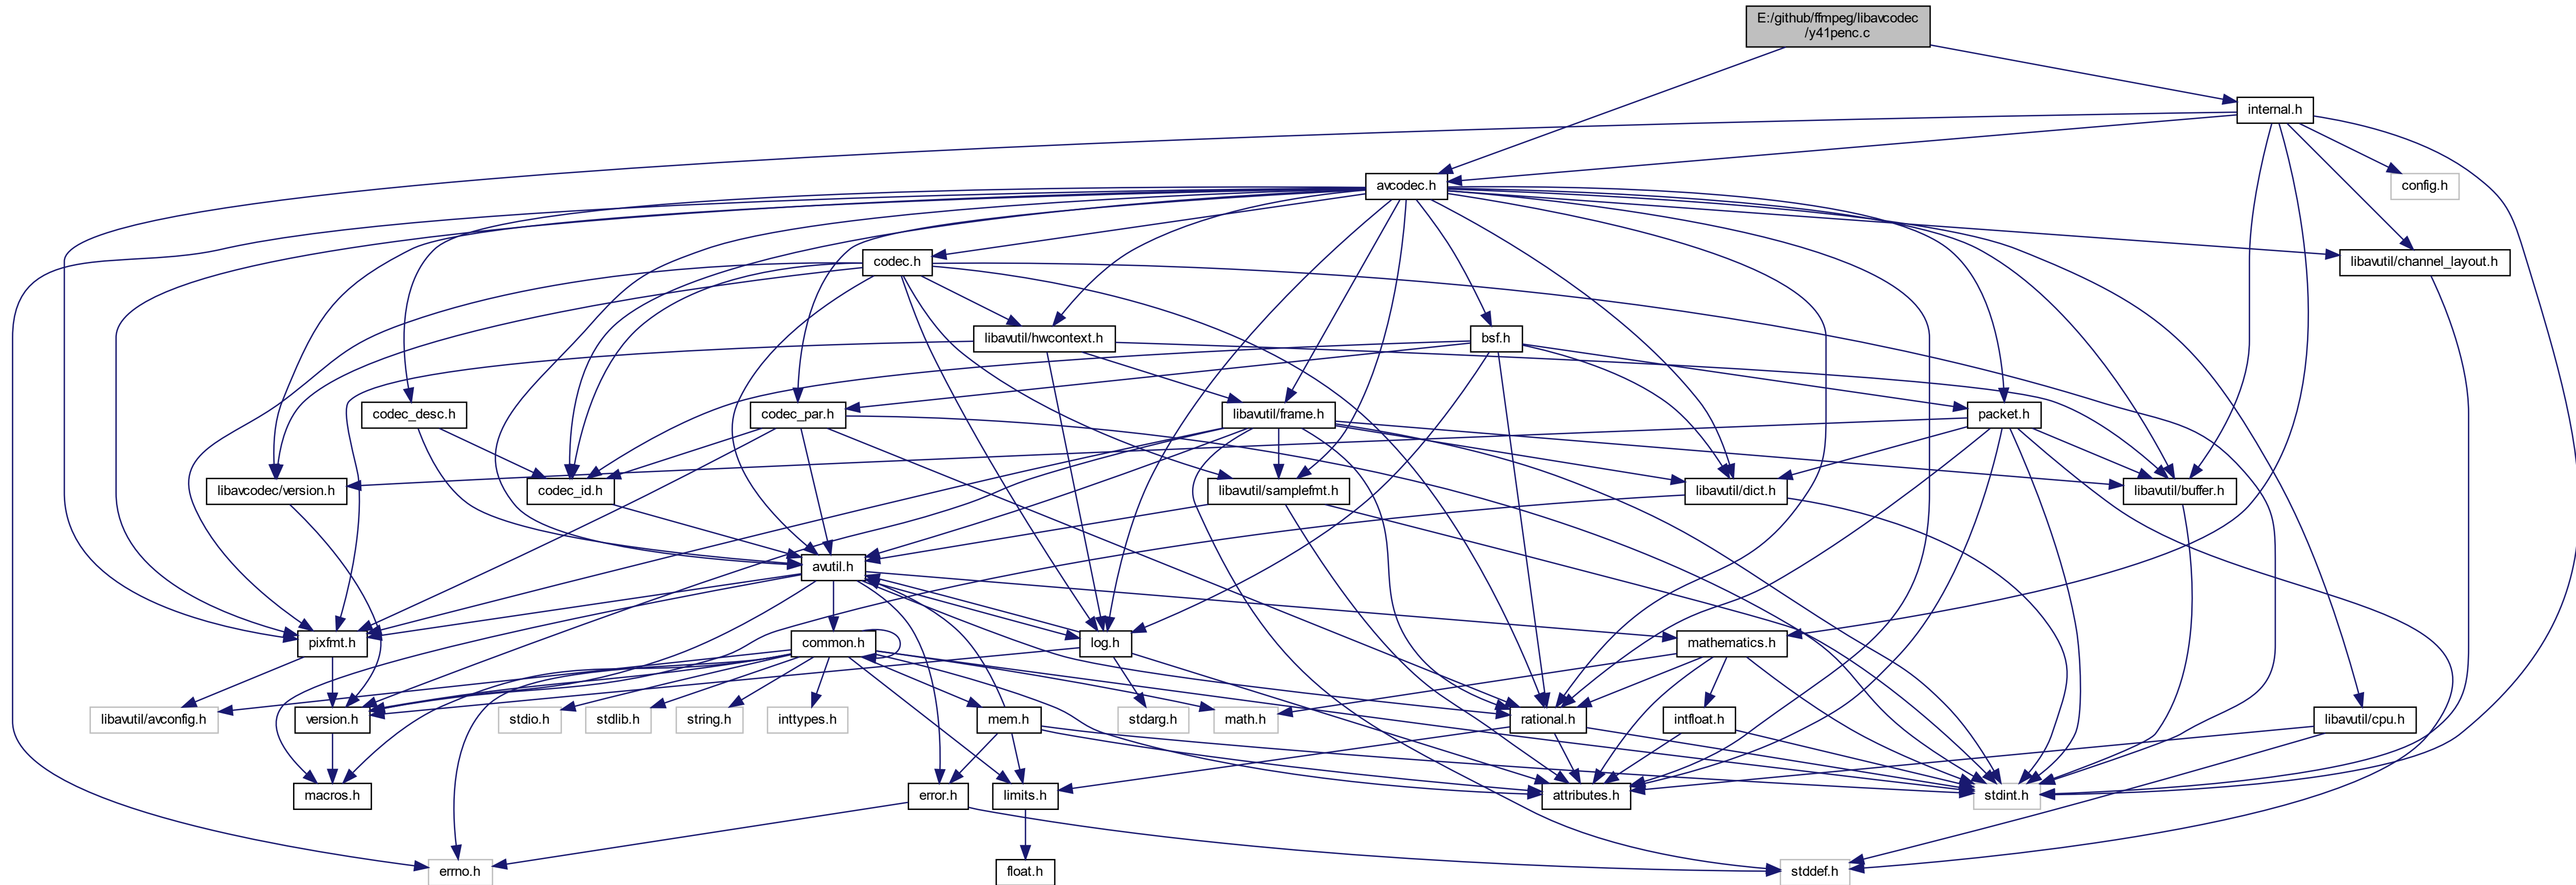 E:/github/ffmpeg/libavcodec
/y41penc.c
internal.h
avcodec.h
config.h
codec.h
libavutil/channel_layout.h
libavutil/hwcontext.h
bsf.h
codec_desc.h
codec_par.h
libavutil/frame.h
packet.h
libavcodec/version.h
codec_id.h
libavutil/samplefmt.h
libavutil/dict.h
libavutil/buffer.h
avutil.h
pixfmt.h
common.h
log.h
mathematics.h
libavutil/avconfig.h
version.h
stdio.h
stdlib.h
string.h
inttypes.h
mem.h
stdarg.h
math.h
rational.h
intfloat.h
libavutil/cpu.h
macros.h
error.h
limits.h
attributes.h
stdint.h
errno.h
float.h
stddef.h